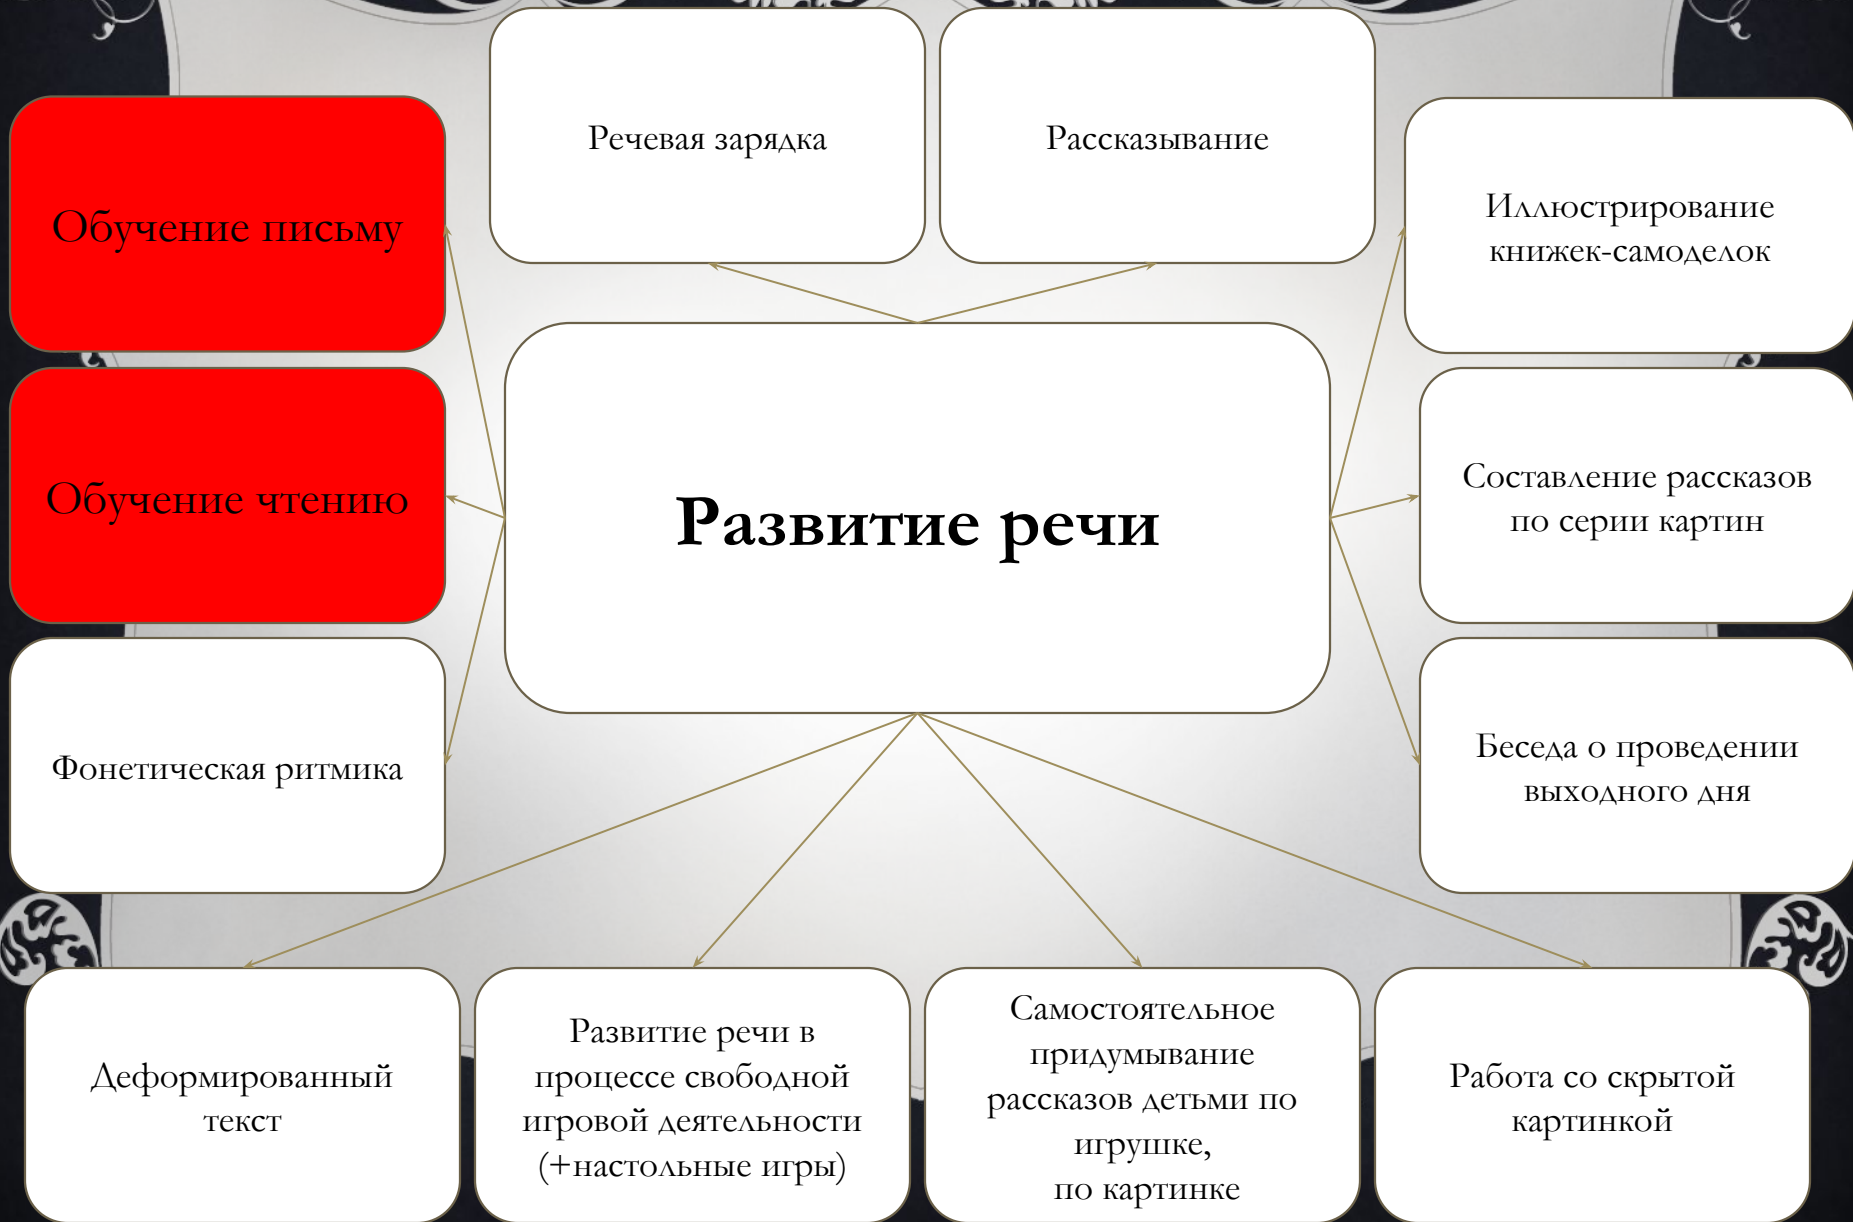 Речевая зарядка
Рассказывание
Обучение письму
Иллюстрирование
книжек-самоделок
Обучение чтению
Развитие речи
Составление рассказов
по серии картин
Фонетическая ритмика
Беседа о проведении
выходного дня
Деформированный
текст
Развитие речи в
процессе свободной
игровой деятельности
(+настольные игры)
Самостоятельное
придумывание
рассказов детьми по
игрушке,
по картинке
Работа со скрытой
картинкой